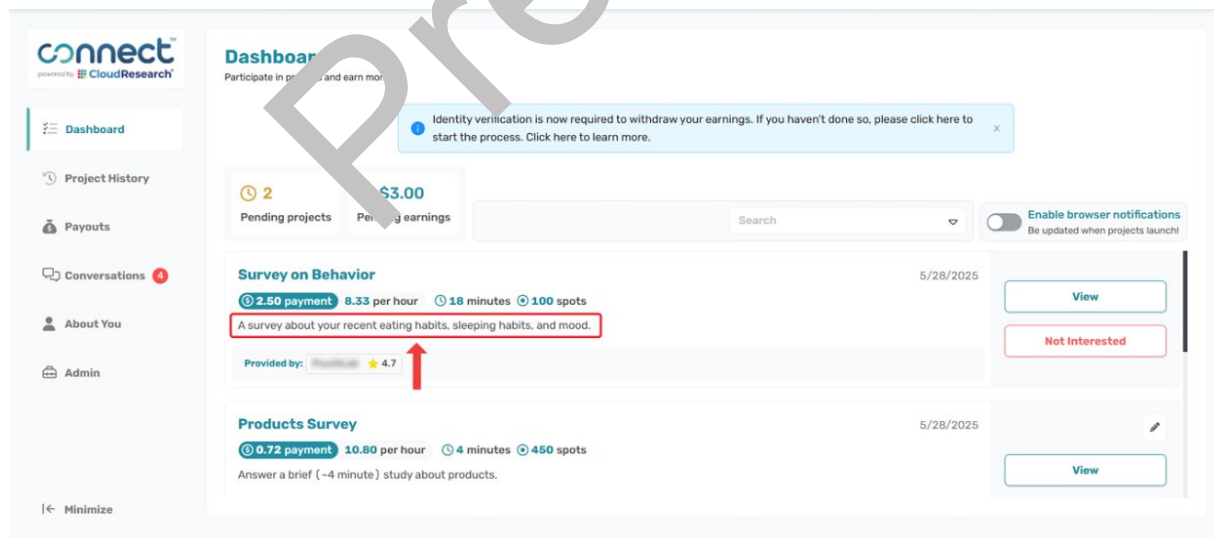 Pre
connect™
powered by CloudResearch®
Dashboard
Project History
Payouts
Conversations 4
About You
Admin
Minimize
Dashboar
Participate in and earn
Identity verification is now required to withdraw your earnings. If you haven't done so, please click here to
start the process. Click here to learn more.
2
Pending projects
$3.00
earnings
Search
Enable browser notifications
Be updated when projects launch!
Survey on Behavior
5/28/2025
2.50 payment 8.33 per hour 18 minutes 100 spots
A survey about your recent eating habits, sleeping habits, and mood.
Provided by: 4.7
View
Not Interested
Products Survey
5/28/2025
0.72 payment 10.80 per hour 4 minutes 450 spots
Answer a brief (~4 minute) study about products.
View